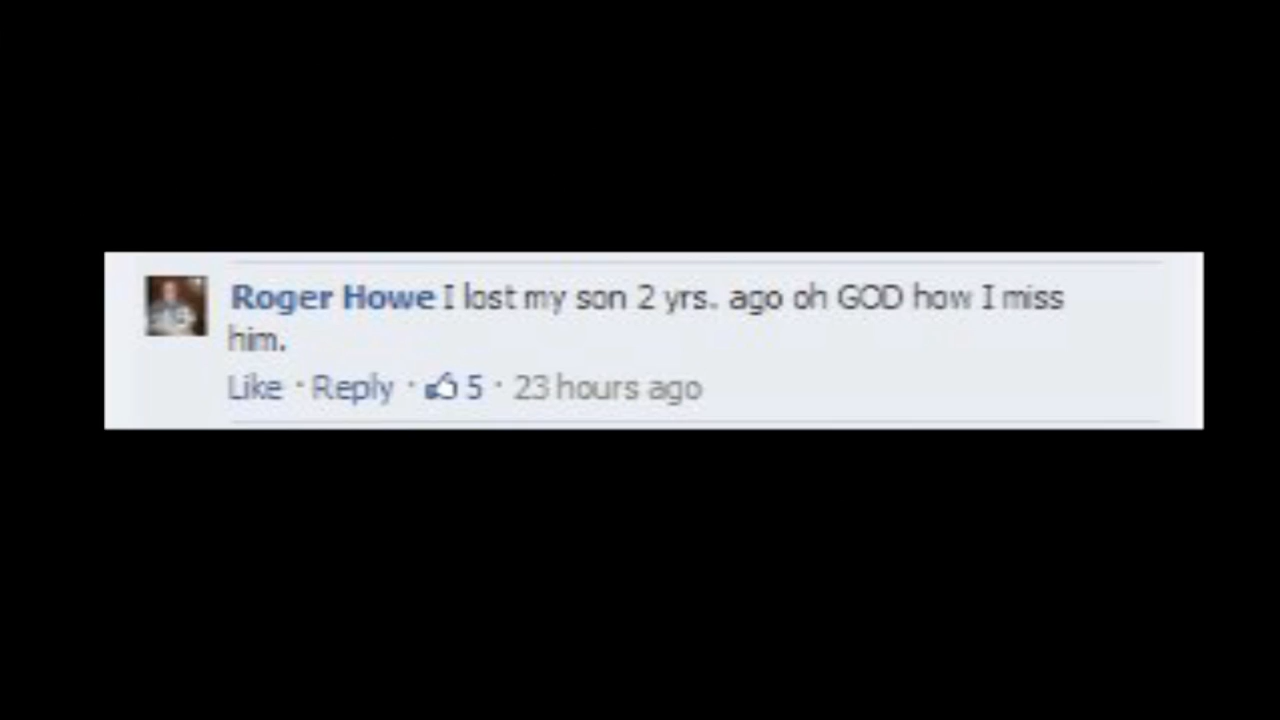 Roger Howe I lost my son 2 yrs. ago oh GOD how I miss
him.
Like · Reply · 5 · 23 hours ago